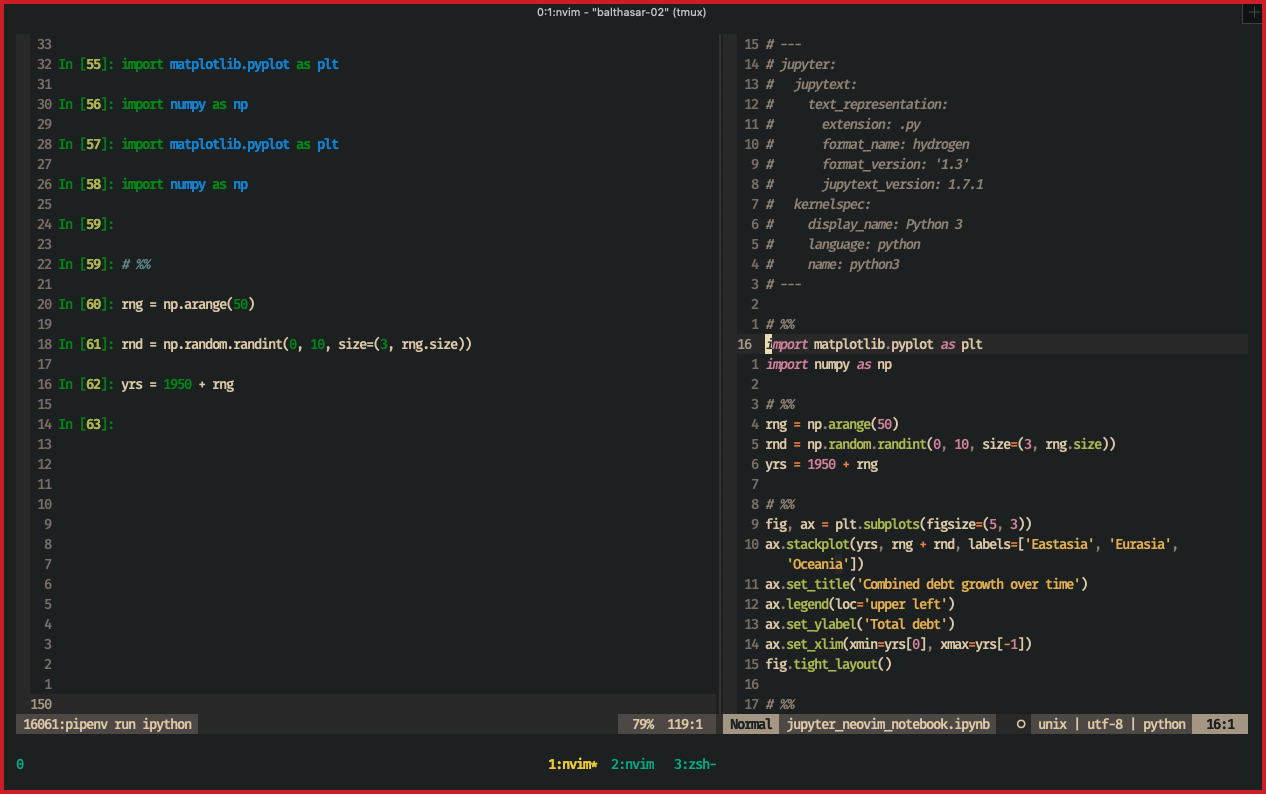 0:1:nvim - "balthasar-02" (tmux)
+
33
32 In [55]: import matplotlib.pyplot as plt
31
30 In [56]: import numpy as np
29
28 In [57]: import matplotlib.pyplot as plt
27
26 In [58]: import numpy as np
25
24 In [59]:
23
22 In [59]: # %%
21
20 In [60]: rng = np.arange(50)
19
18 In [61]: rnd = np.random.randint(0, 10, size=(3, rng.size))
17
16 In [62]: yrs = 1950 + rng
15
14 In [63]:
13
12
11
10
9
8
7
6
5
4
3
2
1
150
16061:pipenv run ipython 79% 119:1
15 # ---
14 # jupyter:
13 #   jupytext:
12 #     text_representation:
11 #       extension: .py
10 #       format_name: hydrogen
9 #       format_version: '1.3'
8 #       jupytext_version: 1.7.1
7 #   kernelspec:
6 #     display_name: Python 3
5 #     language: python
4 #     name: python3
3 # ---
2
1 # %%
16 import matplotlib.pyplot as plt
1 import numpy as np
2
3 # %%
4 rng = np.arange(50)
5 rnd = np.random.randint(0, 10, size=(3, rng.size))
6 yrs = 1950 + rng
7
8 # %%
9 fig, ax = plt.subplots(figsize=(5, 3))
10 ax.stackplot(yrs, rng + rnd, labels=['Eastasia', 'Eurasia',
'Oceania'])
11 ax.set_title('Combined debt growth over time')
12 ax.legend(loc='upper left')
13 ax.set_ylabel('Total debt')
14 ax.set_xlim(xmin=yrs[0], xmax=yrs[-1])
15 fig.tight_layout()
16
17 # %%
Normal jupyter_neovim_notebook.ipynb unix | utf-8 | python 16:1
0 1:nvim* 2:nvim 3:zsh-